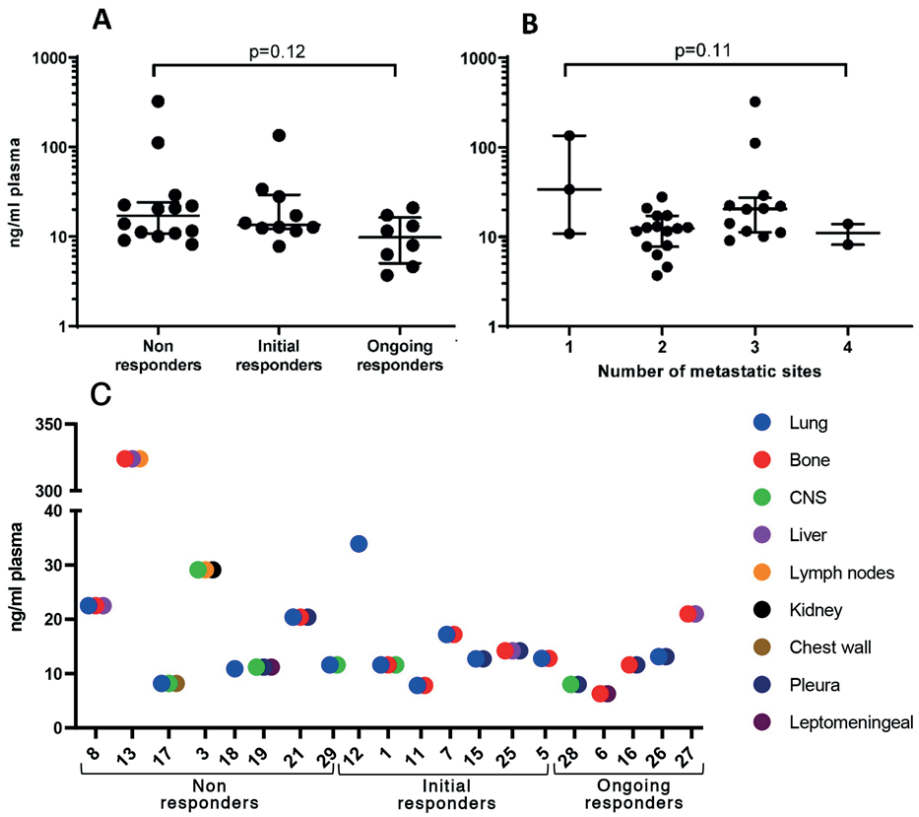 A
p=0.12
1000
100
10
1
ng/ml plasma
Non
responders
Initial
responders
Ongoing
responders
B
p=0.11
1000
100
10
1
1 2 3 4
Number of metastatic sites
C
350
300
40
30
20
10
0
ng/ml plasma
8 13 17 3 18 19 21 29 12 1 11 7 15 25 5 28 6 16 26 27
Non
responders
Initial
responders
Ongoing
responders
Lung
Bone
CNS
Liver
Lymph nodes
Kidney
Chest wall
Pleura
Leptomeningeal